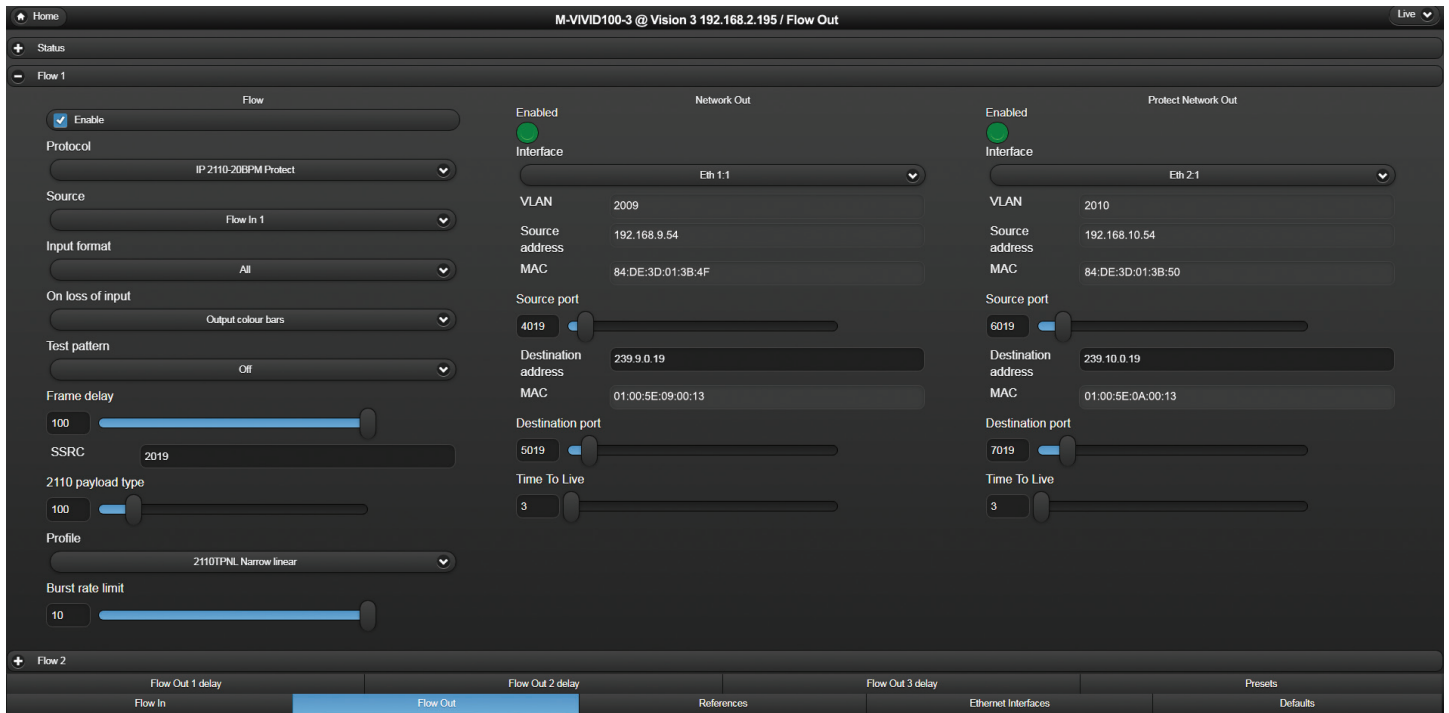 Home
M-VIVID100-3 @ Vision 3 192.168.2.195 / Flow Out
Live
Status
Flow 1
Flow
Enable
Protocol
IP 2110-20BPM Protect
Source
Flow In 1
Input format
All
On loss of input
Output colour bars
Test pattern
Off
Frame delay
100
SSRC
2019
2110 payload type
100
Profile
2110TPNL Narrow linear
Burst rate limit
10
Network Out
Enabled
Interface
Eth 1:1
VLAN
2009
Source
address
192.168.9.54
MAC
84:DE:3D:01:3B:4F
Source port
4019
Destination
address
239.9.0.19
MAC
01:00:5E:09:00:13
Destination port
5019
Time To Live
3
Protect Network Out
Enabled
Interface
Eth 2:1
VLAN
2010
Source
address
192.168.10.54
MAC
84:DE:3D:01:3B:50
Source port
6019
Destination
address
239.10.0.19
MAC
01:00:5E:0A:00:13
Destination port
7019
Time To Live
3
Flow 2
Flow Out 1 delay
Flow Out 2 delay
Flow Out 3 delay
Presets
Flow In
Flow Out
References
Ethernet Interfaces
Defaults